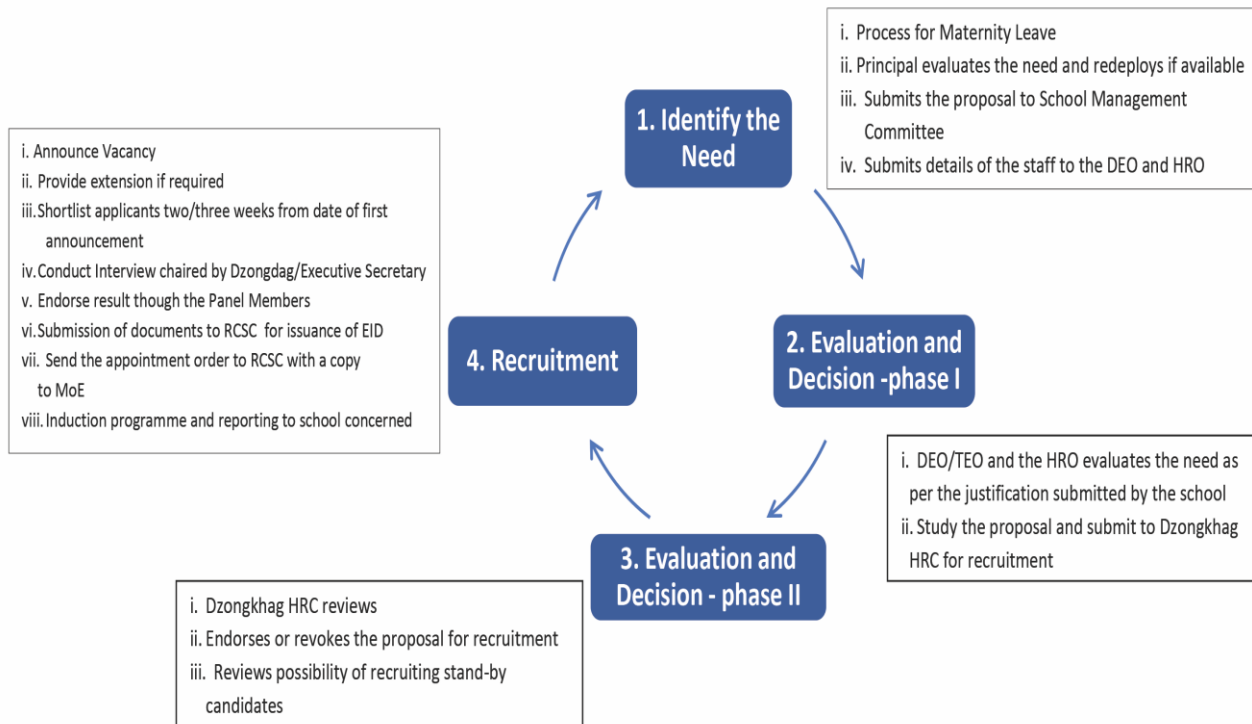 1. Identify the
Need
i. Process for Maternity Leave
ii. Principal evaluates the need and redeploys if available
iii. Submits the proposal to School Management
Committee
iv. Submits details of the staff to the DEO and HRO
2. Evaluation and
Decision -phase I
i. DEO/TEO and the HRO evaluates the need as
per the justification submitted by the school
ii. Study the proposal and submit to Dzongkhag
HRC for recruitment
3. Evaluation and
Decision - phase II
i. Dzongkhag HRC reviews
ii. Endorses or revokes the proposal for recruitment
iii. Reviews possibility of recruiting stand-by
candidates
4. Recruitment
i. Announce Vacancy
ii. Provide extension if required
iii. Shortlist applicants two/three weeks from date of first
announcement
iv. Conduct Interview chaired by Dzongdag/Executive Secretary
v. Endorse result though the Panel Members
vi. Submission of documents to RCSC for issuance of EID
vii. Send the appointment order to RCSC with a copy
to MoE
viii. Induction programme and reporting to school concerned